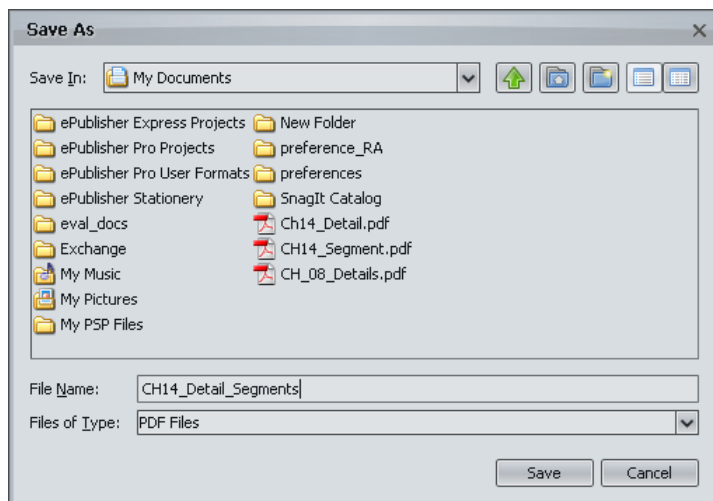 Save As
Save In: My Documents
ePublisher Express Projects
ePublisher Pro Projects
ePublisher Pro User Formats
ePublisher Stationery
eval_docs
Exchange
My Music
My Pictures
My PSP Files
New Folder
preference_RA
preferences
SnagIt Catalog
Ch14_Detail.pdf
CH14_Segment.pdf
CH_08_Details.pdf
File Name: CH14_Detail_Segments
Files of Type: PDF Files
Save Cancel